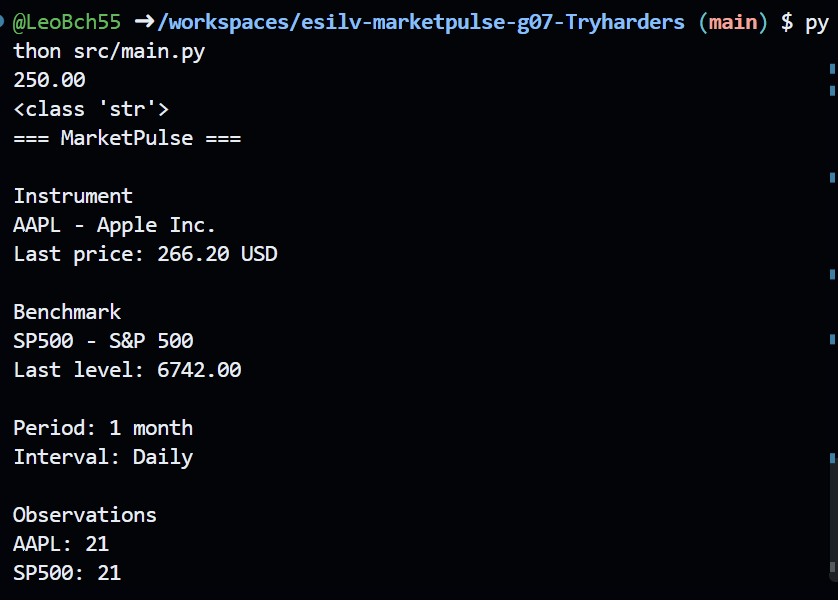 @LeoBch55 ➜/workspaces/esilv-marketpulse-g07-Tryharders (main) $ py
thon src/main.py
250.00
<class 'str'>
=== MarketPulse ===
Instrument
AAPL - Apple Inc.
Last price: 266.20 USD
Benchmark
SP500 - S&P 500
Last level: 6742.00
Period: 1 month
Interval: Daily
Observations
AAPL: 21
SP500: 21